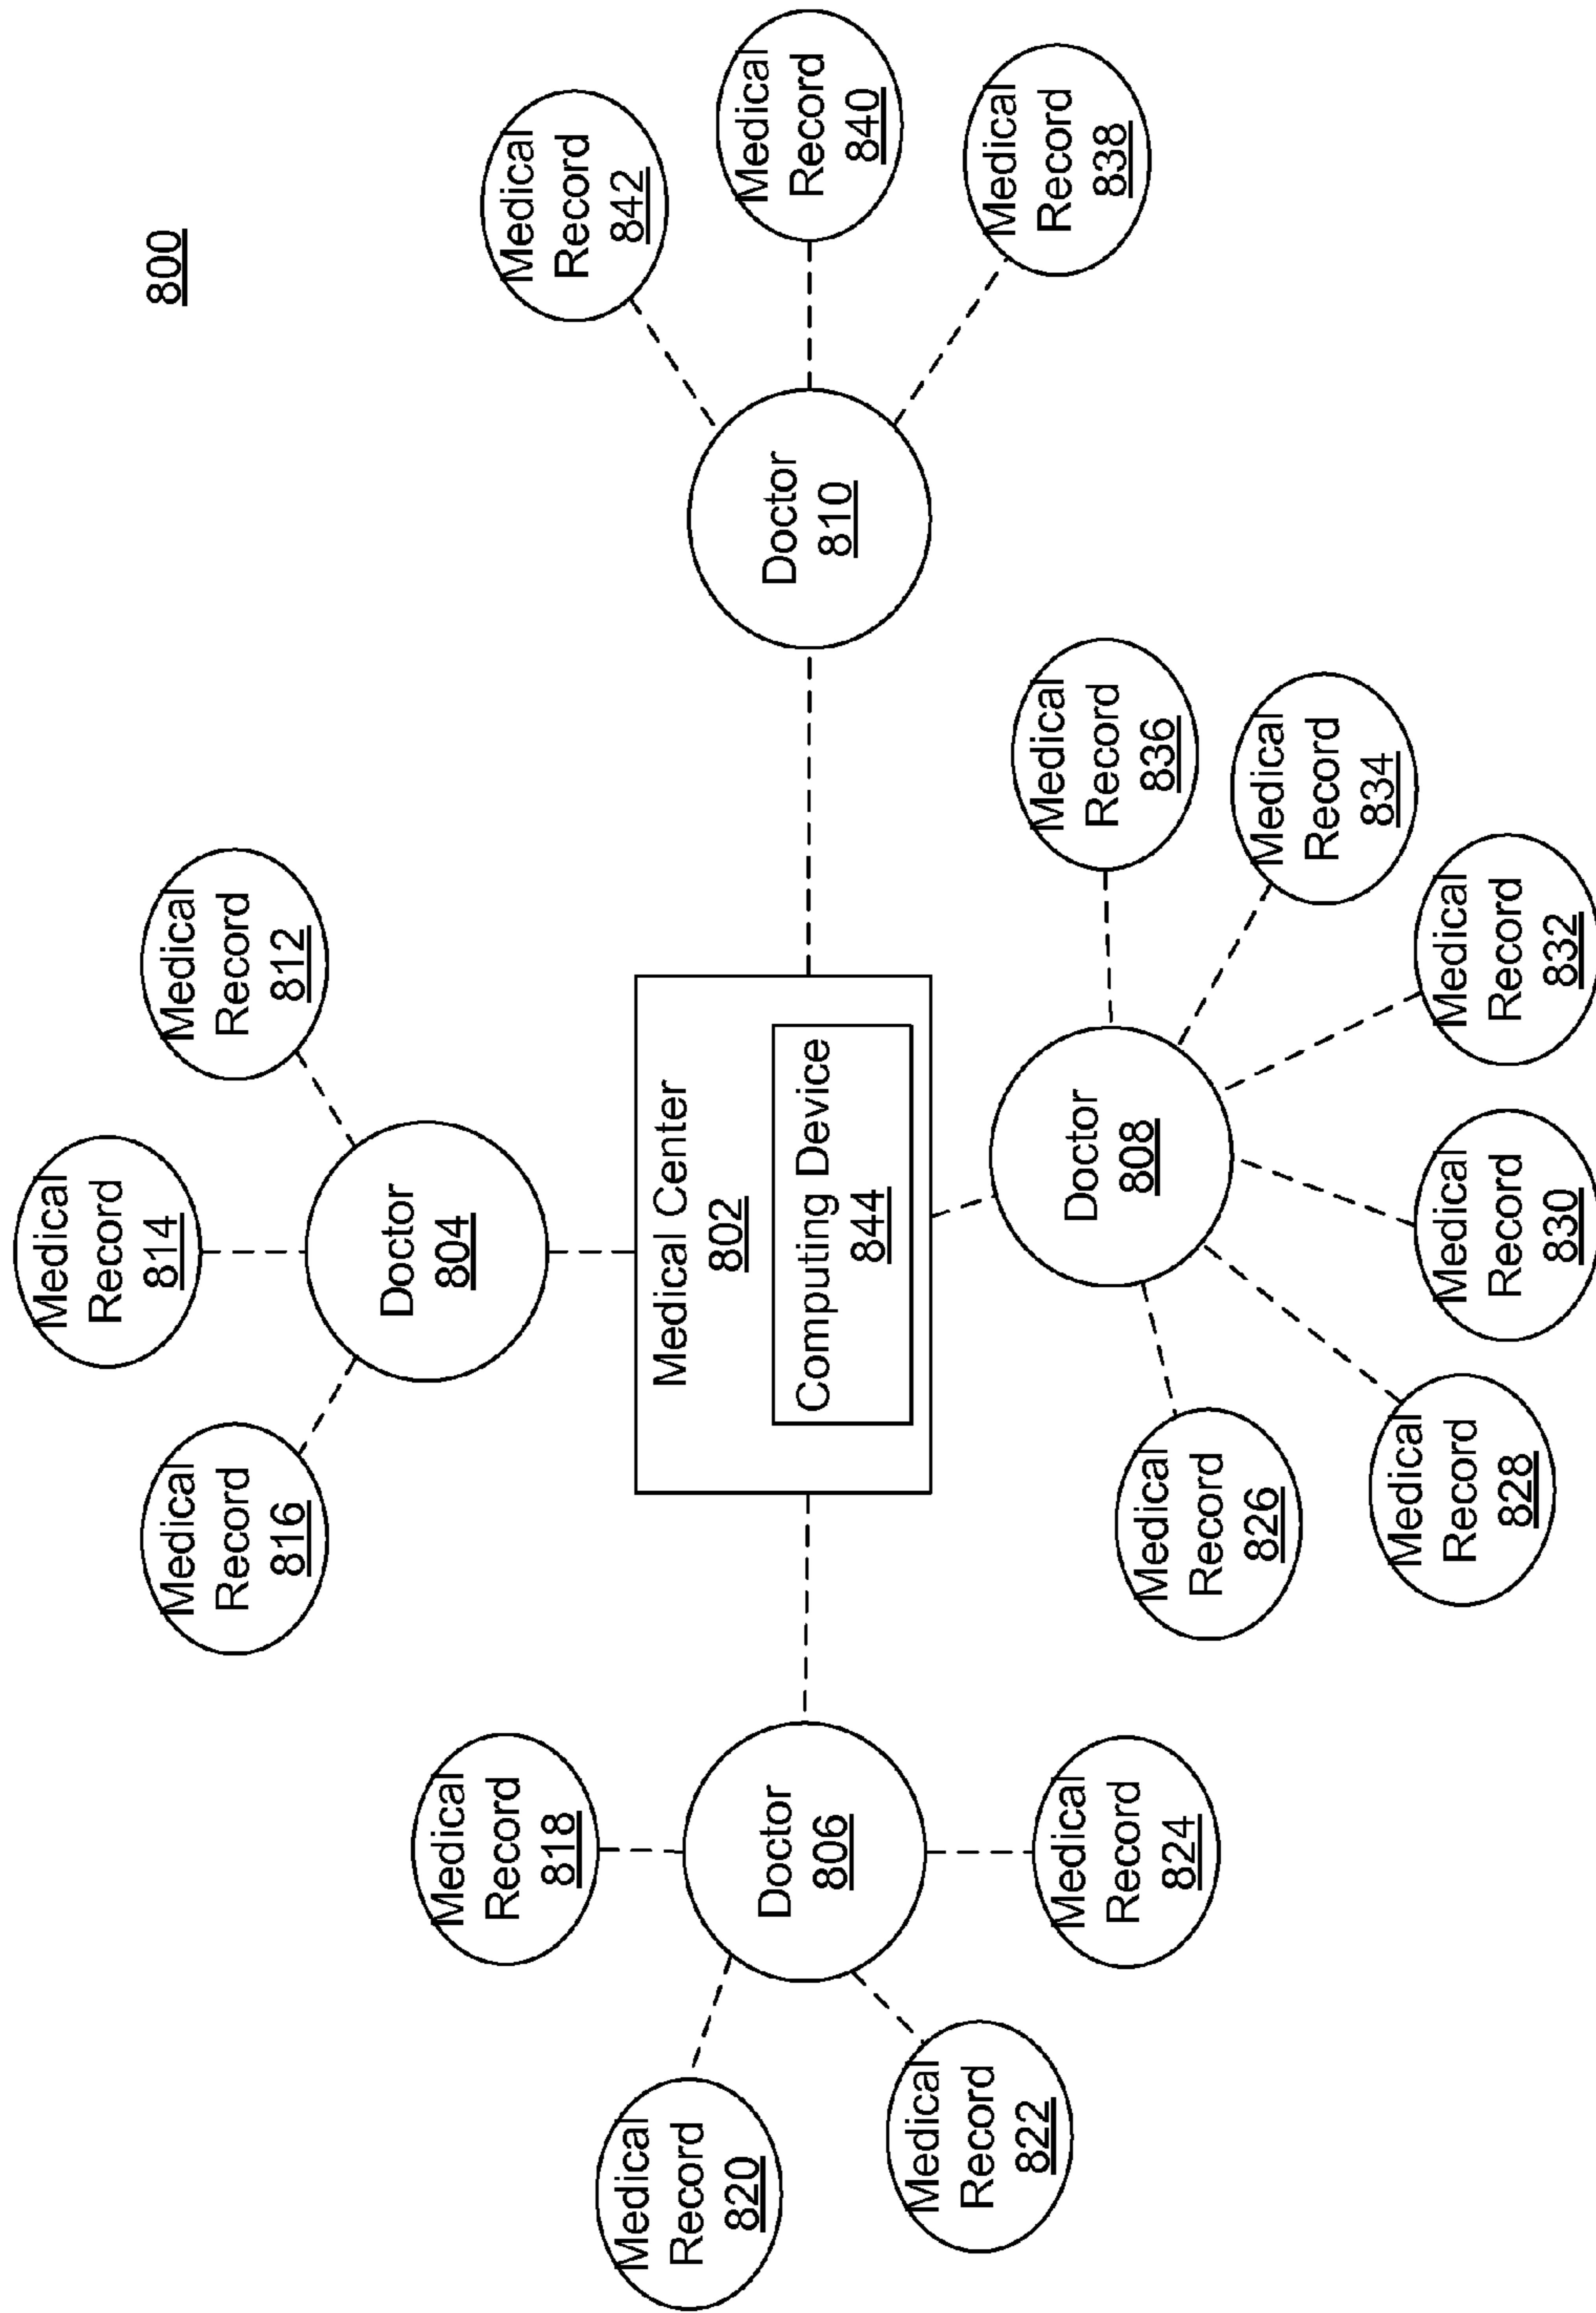 800
Medical
Record
814
Medical
Record
816
Medical
Record
812
Doctor
804
Medical
Record
818
Medical
Record
842
Medical
Record
820
Medical Center
802
Computing Device
844
Doctor
806
Doctor
810
Medical
Record
840
Medical
Record
822
Medical
Record
838
Medical
Record
824
Doctor
808
Medical
Record
836
Medical
Record
826
Medical
Record
834
Medical
Record
828
Medical
Record
830
Medical
Record
832